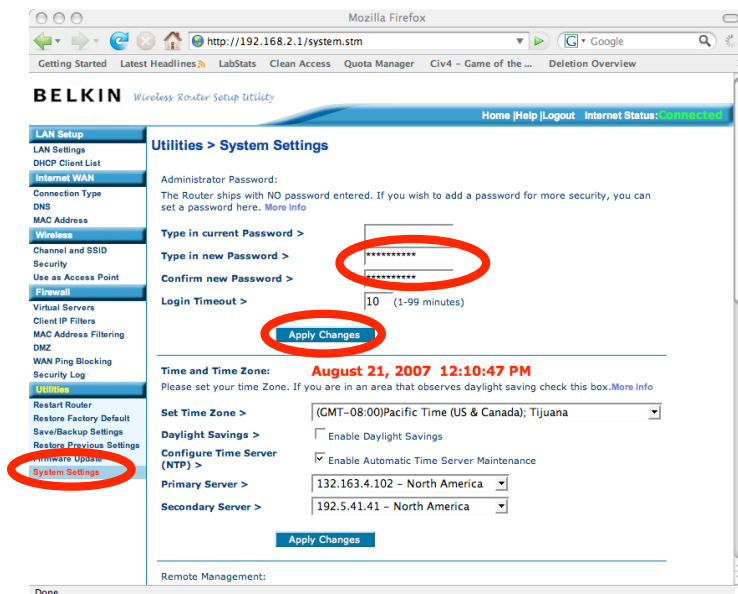 Mozilla Firefox
http://192.168.2.1/system.stm
G Google
Getting Started Latest Headlines LabStats Clean Access Quota Manager Civ4 – Game of the ... Deletion Overview
BELKIN Wireless Router Setup Utility
Home |Help |Logout Internet Status:Connected
LAN Setup
LAN Settings
DHCP Client List
Internet WAN
Connection Type
DNS
MAC Address
Wireless
Channel and SSID
Security
Use as Access Point
Firewall
Virtual Servers
Client IP Filters
MAC Address Filtering
DMZ
WAN Ping Blocking
Security Log
Utilities
Restart Router
Restore Factory Default
Save/Backup Settings
Restore Previous Settings
Firmware Update
System Settings
Utilities > System Settings
Administrator Password:
The Router ships with NO password entered. If you wish to add a password for more security, you can
set a password here. More Info
Type in current Password >
Type in new Password > **********
Confirm new Password > **********
Login Timeout > 10 (1-99 minutes)
Apply Changes
Time and Time Zone: August 21, 2007 12:10:47 PM
Please set your time Zone. If you are in an area that observes daylight saving check this box.More Info
Set Time Zone > (GMT-08:00)Pacific Time (US & Canada); Tijuana
Daylight Savings > Enable Daylight Savings
Configure Time Server
(NTP) > Enable Automatic Time Server Maintenance
Primary Server > 132.163.4.102 – North America
Secondary Server > 192.5.41.41 – North America
Apply Changes
Remote Management:
Done